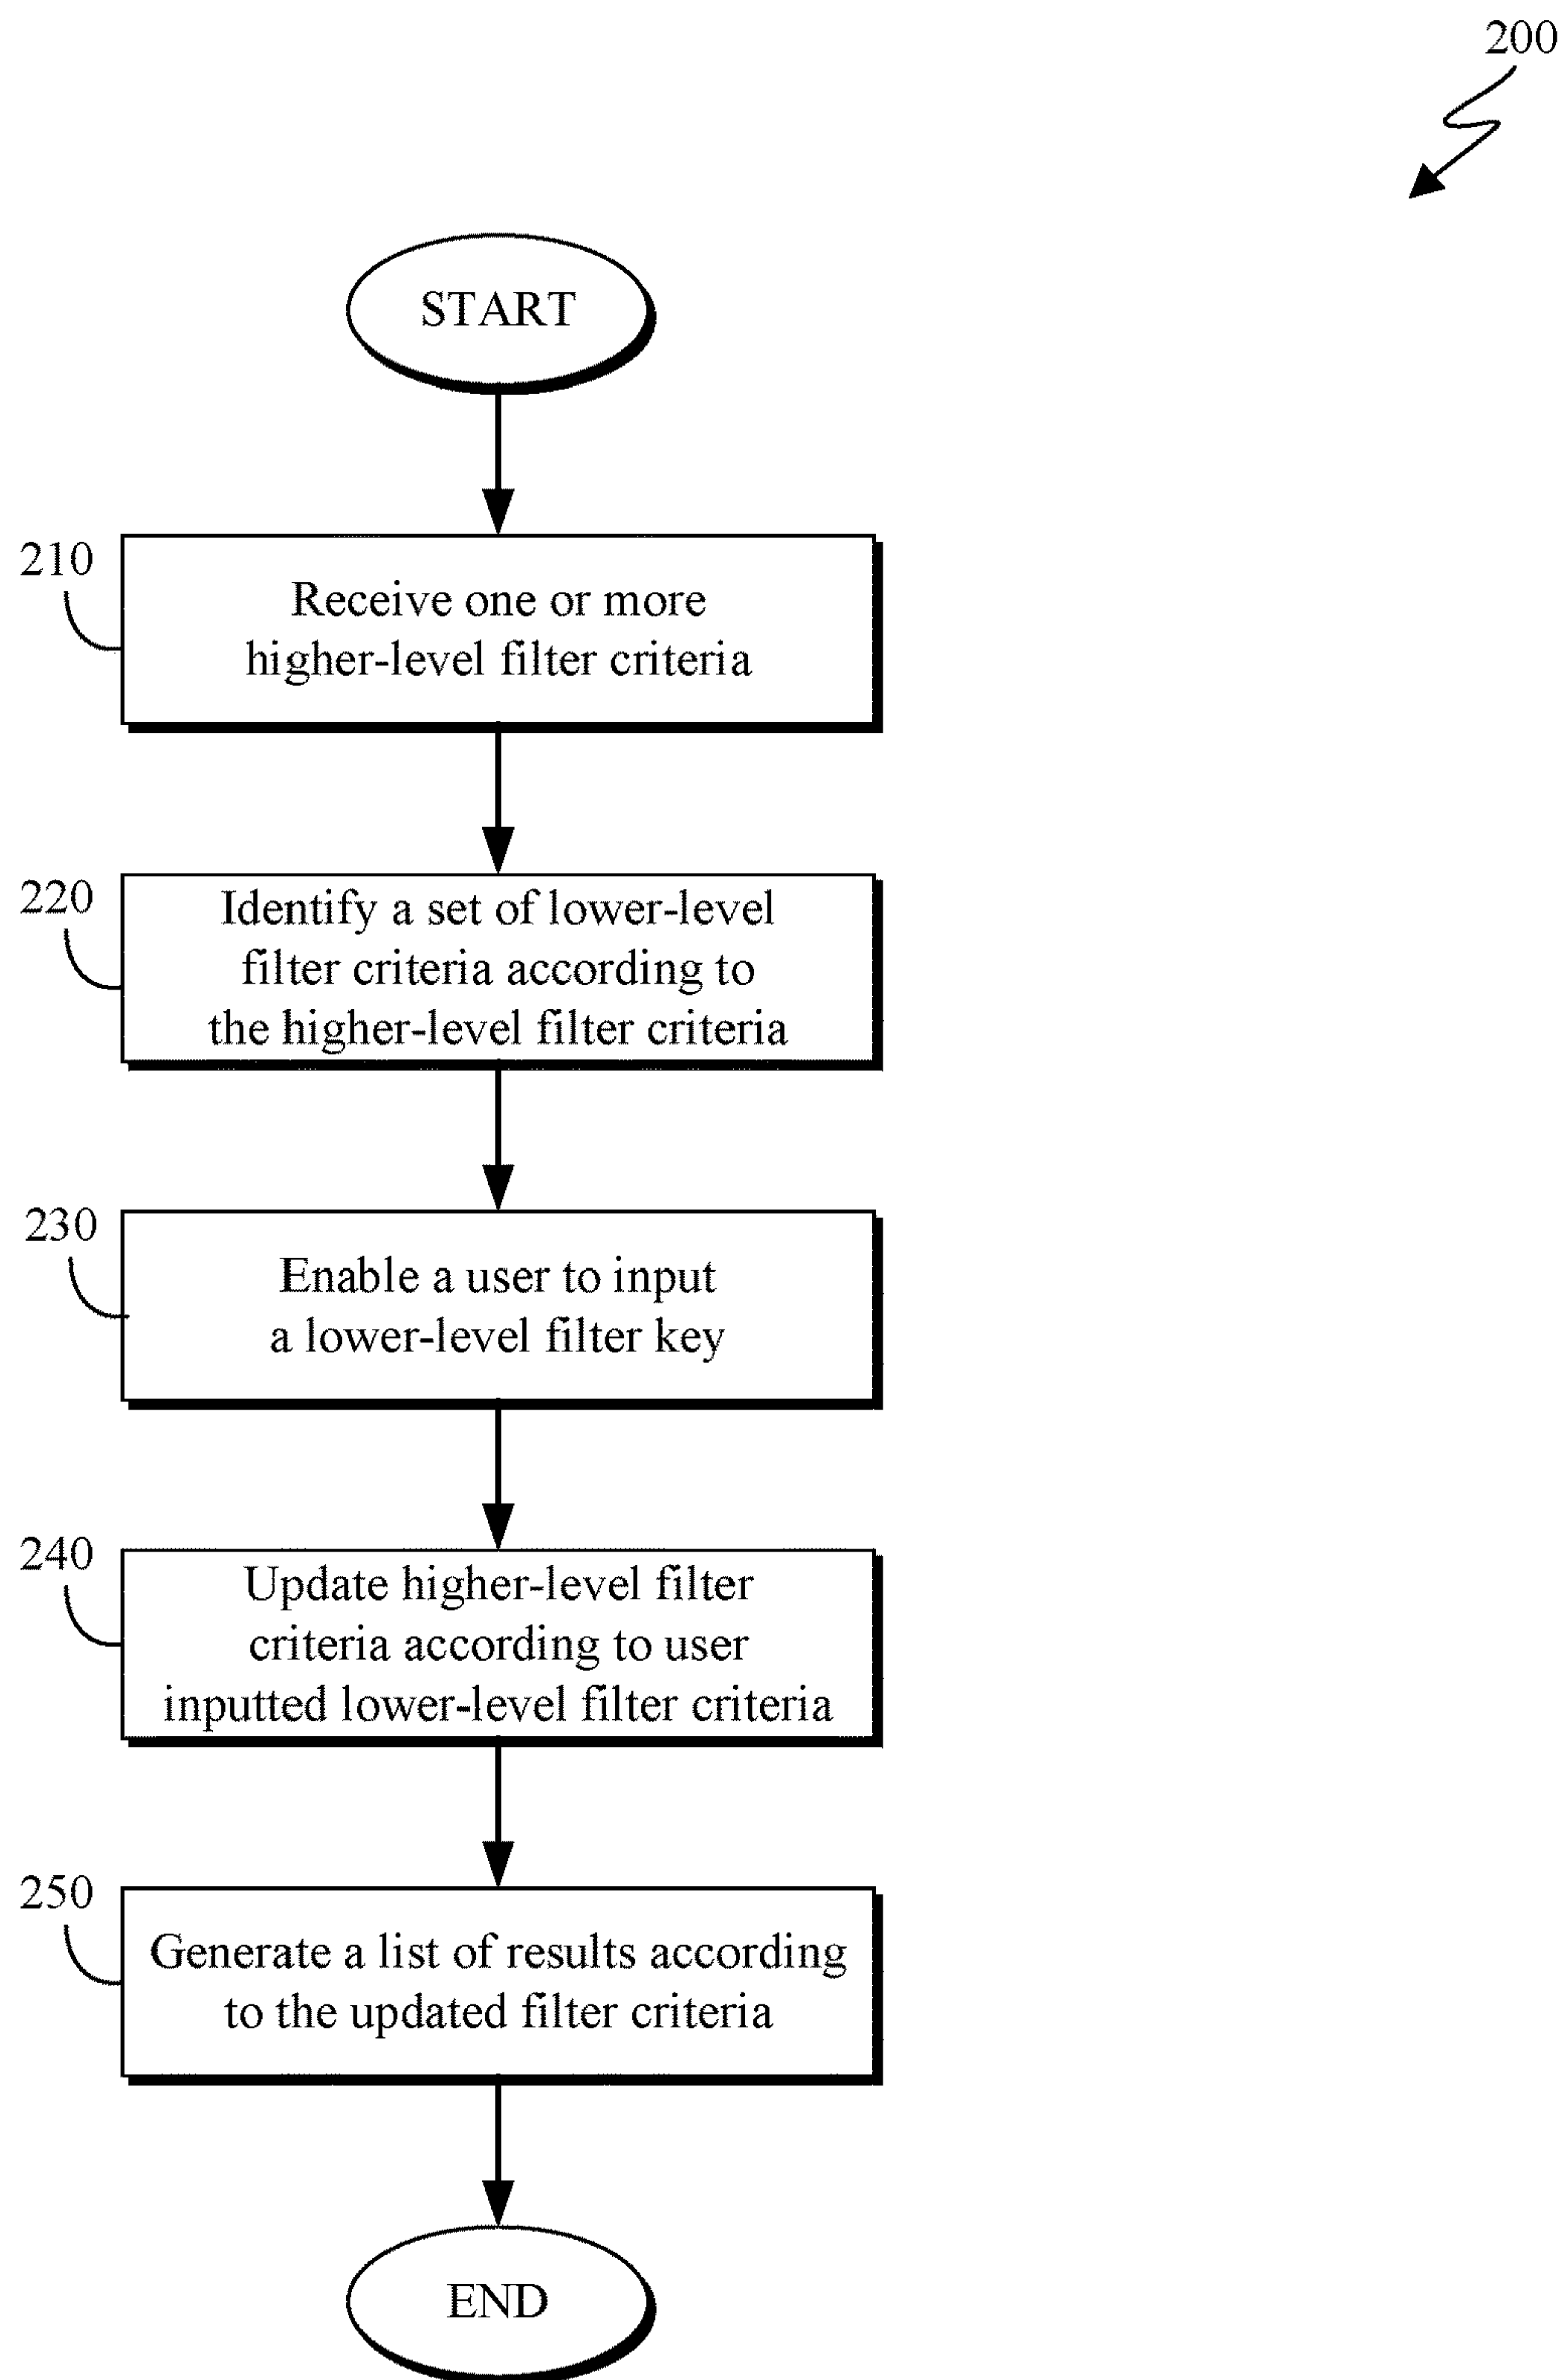 200
START
210
Receive one or more
higher-level filter criteria
220
Identify a set of lower-level
filter criteria according to
the higher-level filter criteria
230
Enable a user to input
a lower-level filter key
240
Update higher-level filter
criteria according to user
inputted lower-level filter criteria
250
Generate a list of results according
to the updated filter criteria
END